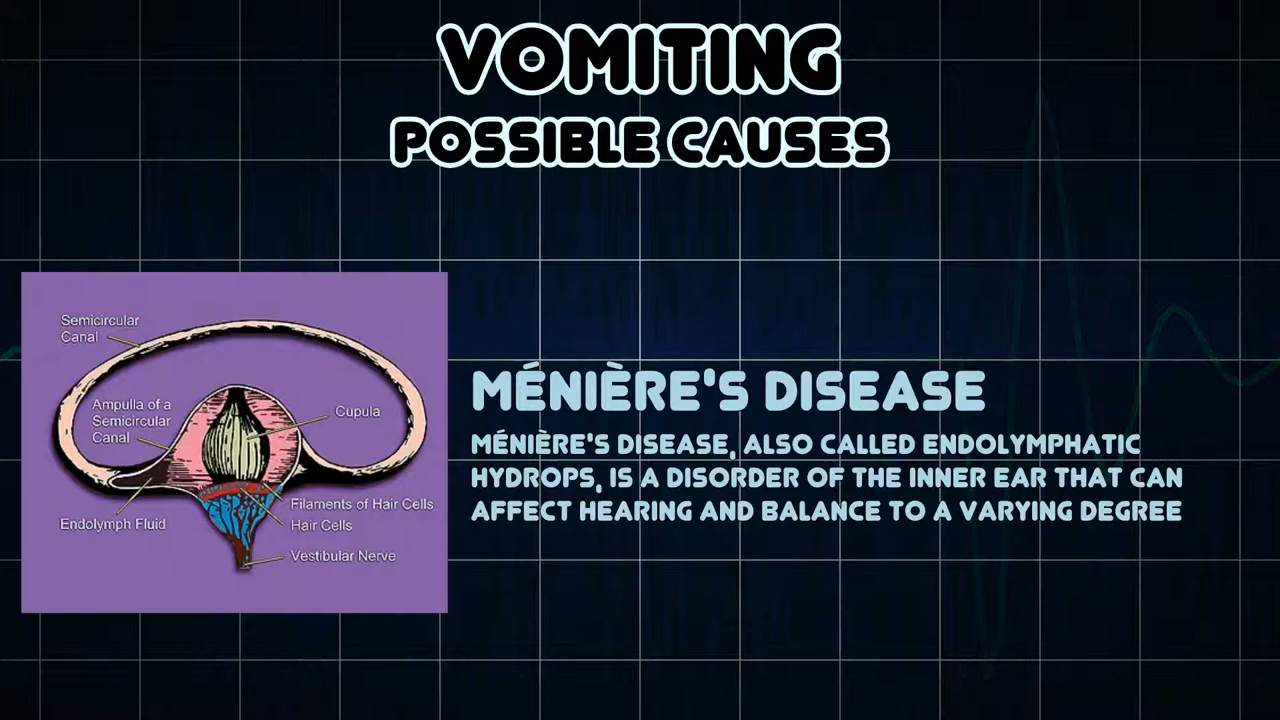 VOMITING
POSSIBLE CAUSES
Semicircular
Canal
Ampulla of a
Semicircular
Canal
Cupula
Filaments of Hair Cells
Hair Cells
Endolymph Fluid
Vestibular Nerve
MÉNIÈRE'S DISEASE
MÉNIÈRE'S DISEASE, ALSO CALLED ENDOLYMPHATIC
HYDROPS, IS A DISORDER OF THE INNER EAR THAT CAN
AFFECT HEARING AND BALANCE TO A VARYING DEGREE